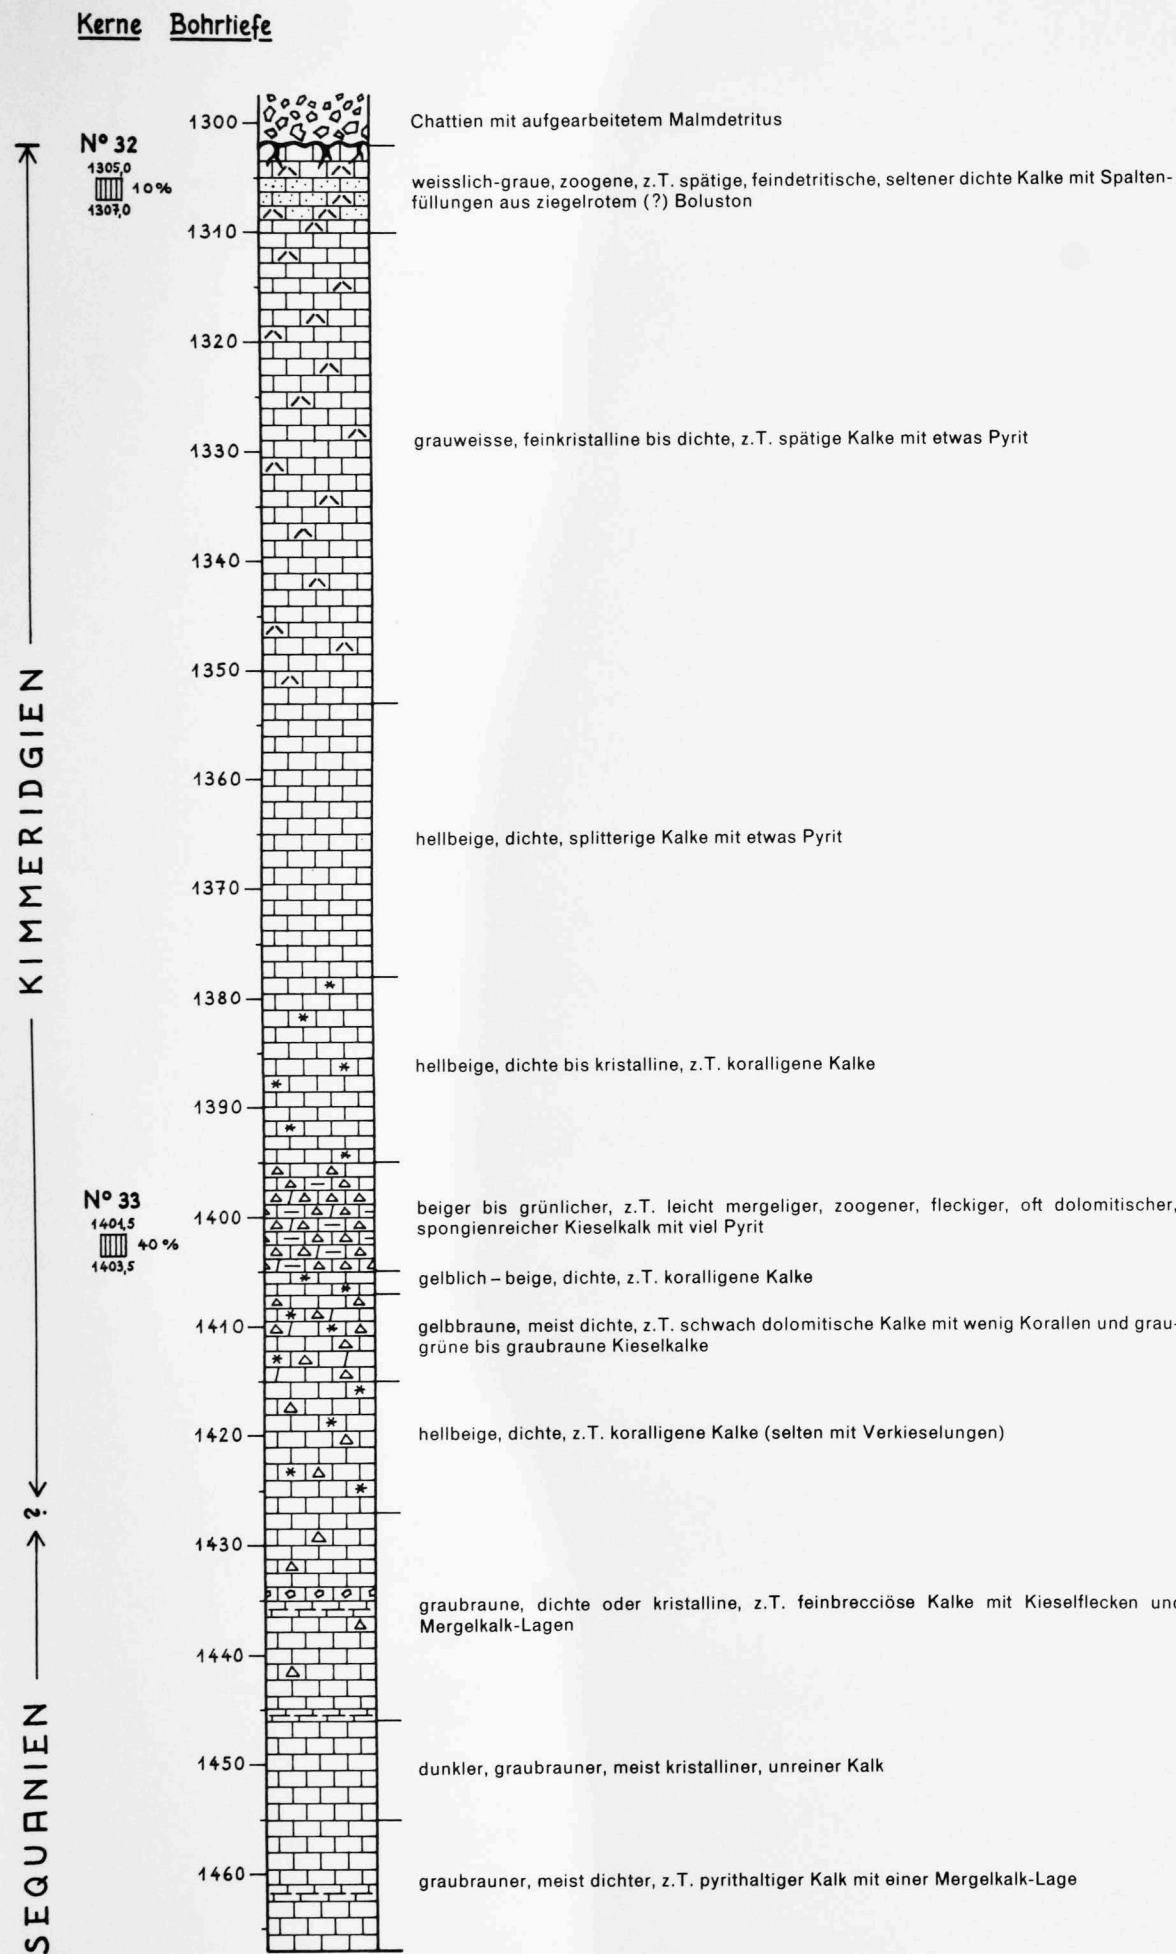 Kerne Bohrtiefe
1300
Chattien mit aufgearbeitetem Malmdetritus
Nº 32
1305,0
10%
1307,0
weisslich-graue, zoogene, z.T. spätige, feindetritische, seltener dichte Kalke mit Spalten-
füllungen aus ziegelrotem (?) Boluston
1310
1320
grauweisse, feinkristalline bis dichte, z.T. spätige Kalke mit etwas Pyrit
1330
1340
1350
KIMMERIDGIEN
1360
hellbeige, dichte, splitterige Kalke mit etwas Pyrit
1370
1380
hellbeige, dichte bis kristalline, z.T. koralligene Kalke
1390
Nº 33
1401,5
40%
1403,5
1400
beiger bis grünlicher, z.T. leicht mergeliger, zoogener, fleckiger, oft dolomitischer,
spongienreicher Kieselkalk mit viel Pyrit
gelblich – beige, dichte, z.T. koralligene Kalke
1410
gelbbraune, meist dichte, z.T. schwach dolomitische Kalke mit wenig Korallen und grau-
grüne bis graubraune Kieselkalke
1420
hellbeige, dichte, z.T. koralligene Kalke (selten mit Verkieselungen)
?
1430
graubraune, dichte oder kristalline, z.T. feinbrecciöse Kalke mit Kieselflecken und
Mergelkalk-Lagen
1440
SEQUANIEN
1450
dunkler, graubrauner, meist kristalliner, unreiner Kalk
1460
graubrauner, meist dichter, z.T. pyrithaltiger Kalk mit einer Mergelkalk-Lage